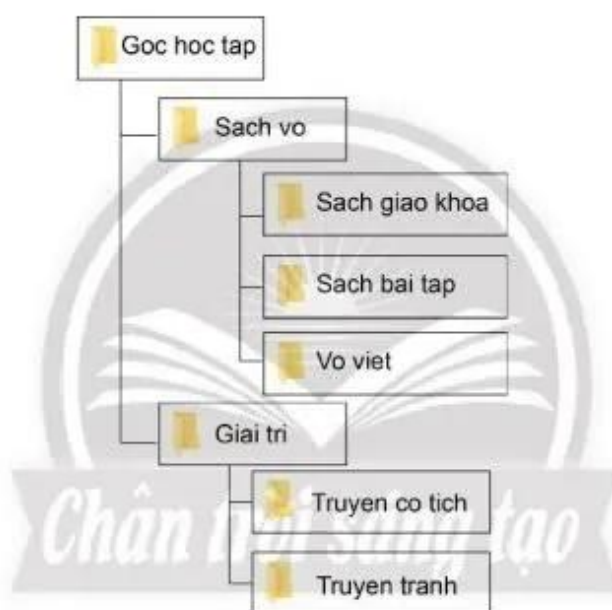 Goc hoc tap
Sach vo
Sach giao khoa
Sach bai tap
Vo viet
Giai tri
Truyen co tich
Truyen tranh
Chân trời sáng tạo